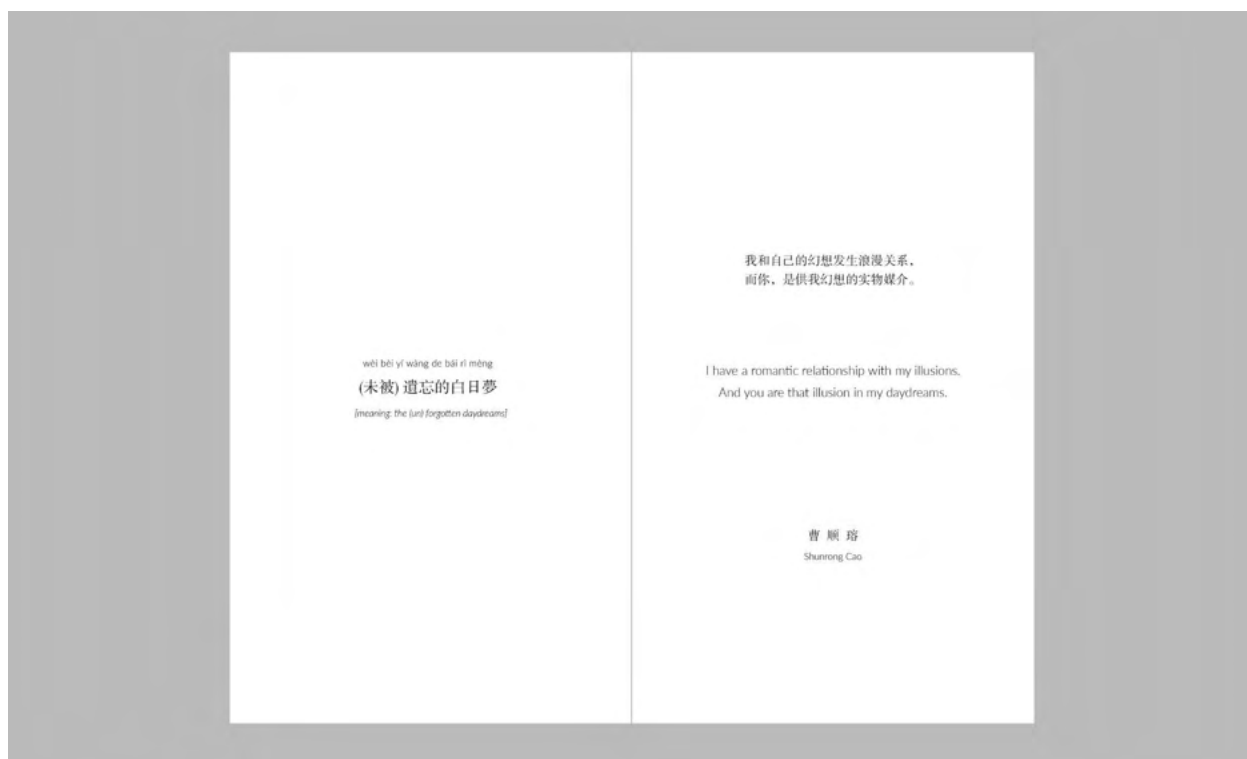 wèi bèi yí wàng de bái rì mèng
(未被) 遺忘的白日夢
[meaning: the (un) forgotten daydreams]
我和自己的幻想发生浪漫关系，
而你，是供我幻想的实物媒介。
I have a romantic relationship with my illusions.
And you are that illusion in my daydreams.
曹 顺 瑢
Shunrong Cao